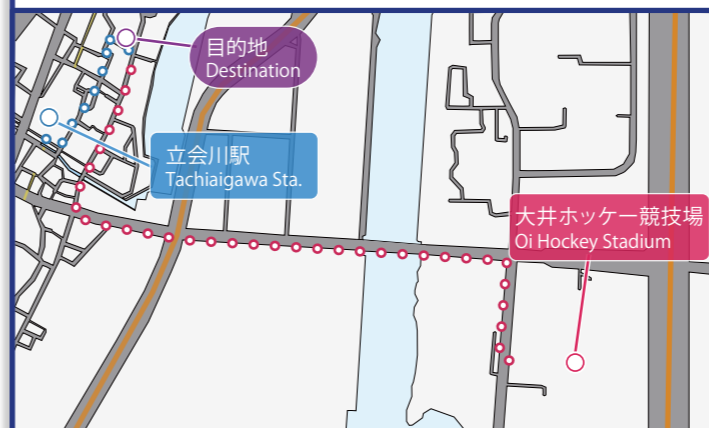 目的地
Destination
立会川駅
Tachiaigawa Sta.
大井ホッケー競技場
Oi Hockey Stadium